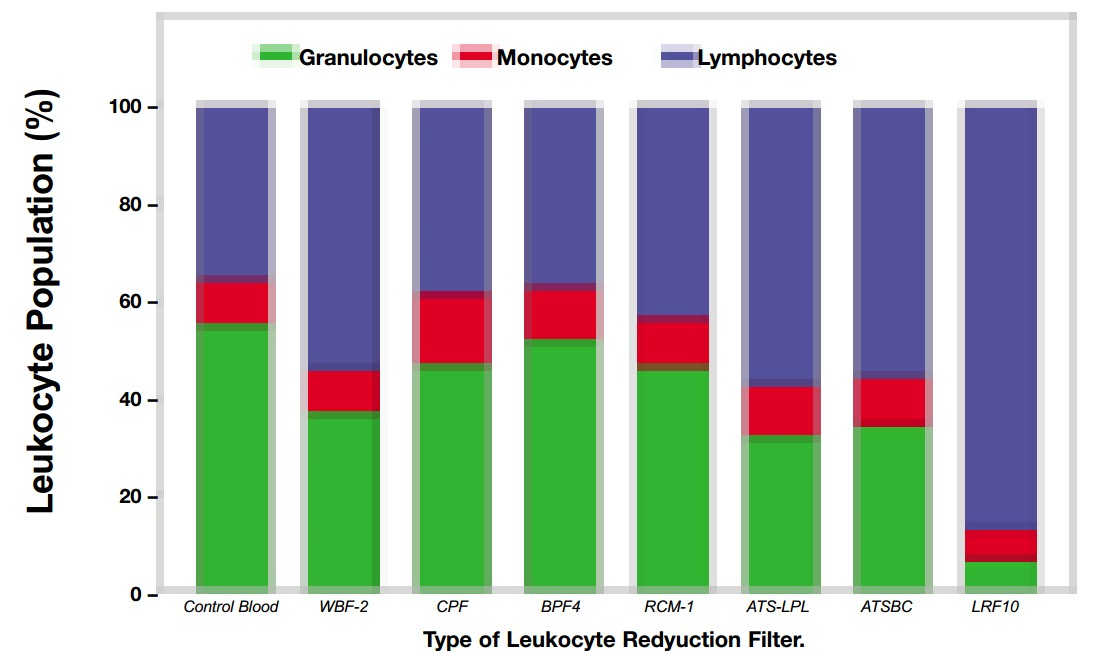 Granulocytes Monocytes Lymphocytes
Leukocyte Population (%)
100
80
60
40
20
0
Control Blood WBF-2 CPF BPF4 RCM-1 ATS-LPL ATSBC LRF10
Type of Leukocyte Redyuction Filter.